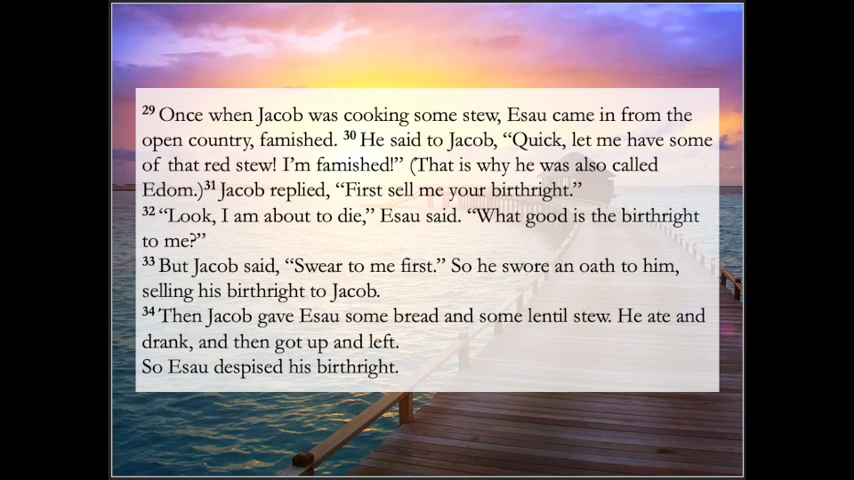 29 Once when Jacob was cooking some stew, Esau came in from the
open country, famished. 30 He said to Jacob, “Quick, let me have some
of that red stew! I’m famished!” (That is why he was also called
Edom.)31 Jacob replied, “First sell me your birthright.”
32 “Look, I am about to die,” Esau said. “What good is the birthright
to me?”
33 But Jacob said, “Swear to me first.” So he swore an oath to him,
selling his birthright to Jacob.
34 Then Jacob gave Esau some bread and some lentil stew. He ate and
drank, and then got up and left.
So Esau despised his birthright.